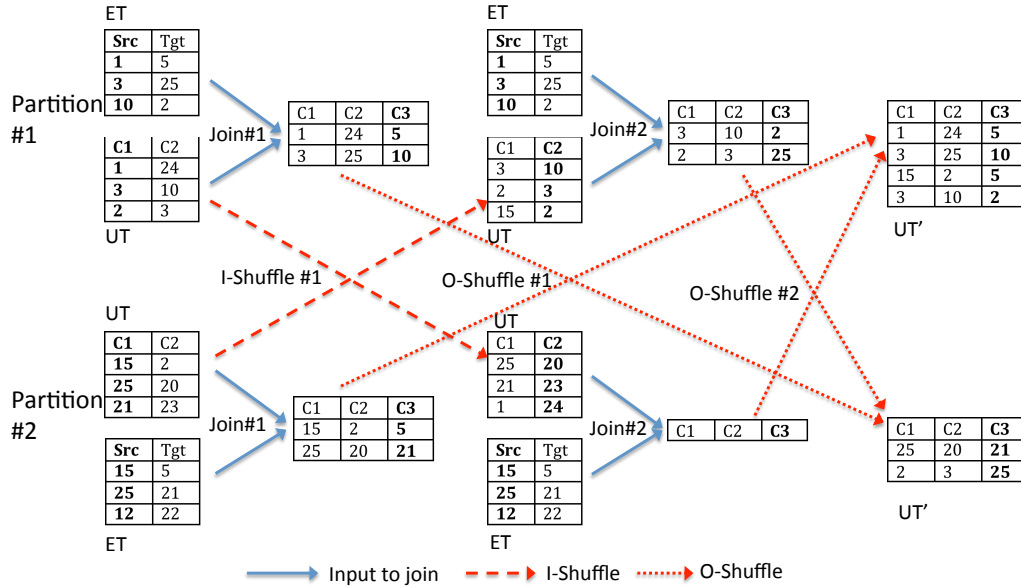 ET
Src Tgt
1 5
3 25
10 2
Partition
#1
C1 C2
1 24
3 10
2 3
UT
Join#1
C1 C2 C3
1 24 5
3 25 10
ET
Src Tgt
1 5
3 25
10 2
C1 C2
3 10
2 3
15 2
UT
Join#2
C1 C2 C3
3 10 2
2 3 25
C1 C2 C3
1 24 5
3 25 10
15 2 5
3 10 2
UT'
I-Shuffle #1
O-Shuffle #1
O-Shuffle #2
UT
C1 C2
15 2
25 20
21 23
Partition
#2
Src Tgt
15 5
25 21
12 22
ET
Join#1
C1 C2 C3
15 2 5
25 20 21
UT
C1 C2
25 20
21 23
1 24
Src Tgt
15 5
25 21
12 22
ET
Join#2
C1 C2 C3
C1 C2 C3
25 20 21
2 3 25
UT'
Input to join
I-Shuffle
O-Shuffle